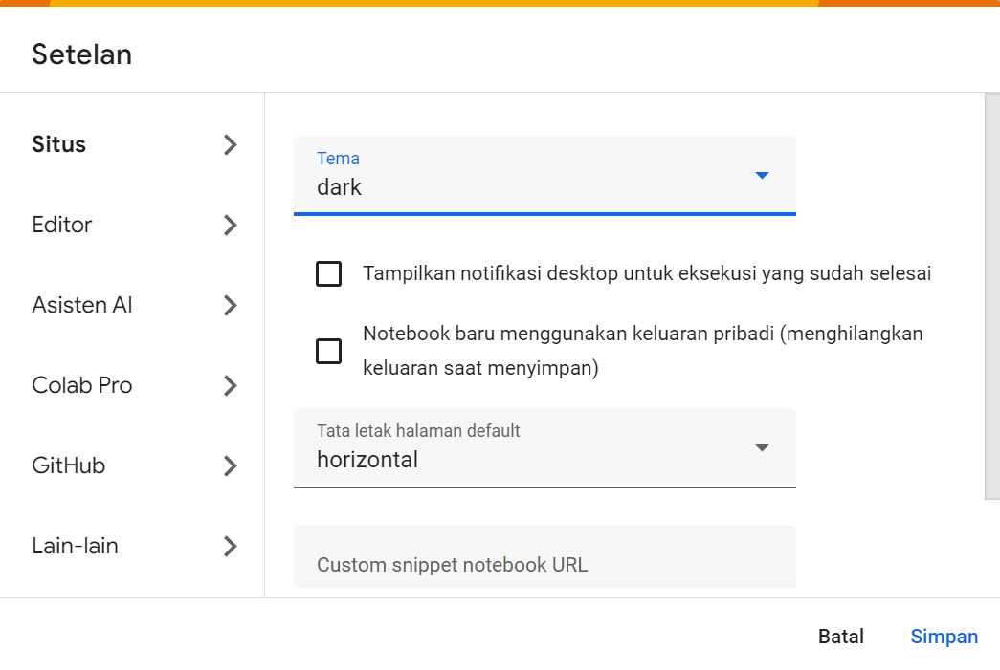 Setelan
Situs
Editor
Asisten AI
Colab Pro
GitHub
Lain-lain
Tema
dark
Tampilkan notifikasi desktop untuk eksekusi yang sudah selesai
Notebook baru menggunakan keluaran pribadi (menghilangkan
keluaran saat menyimpan)
Tata letak halaman default
horizontal
Custom snippet notebook URL
Batal
Simpan